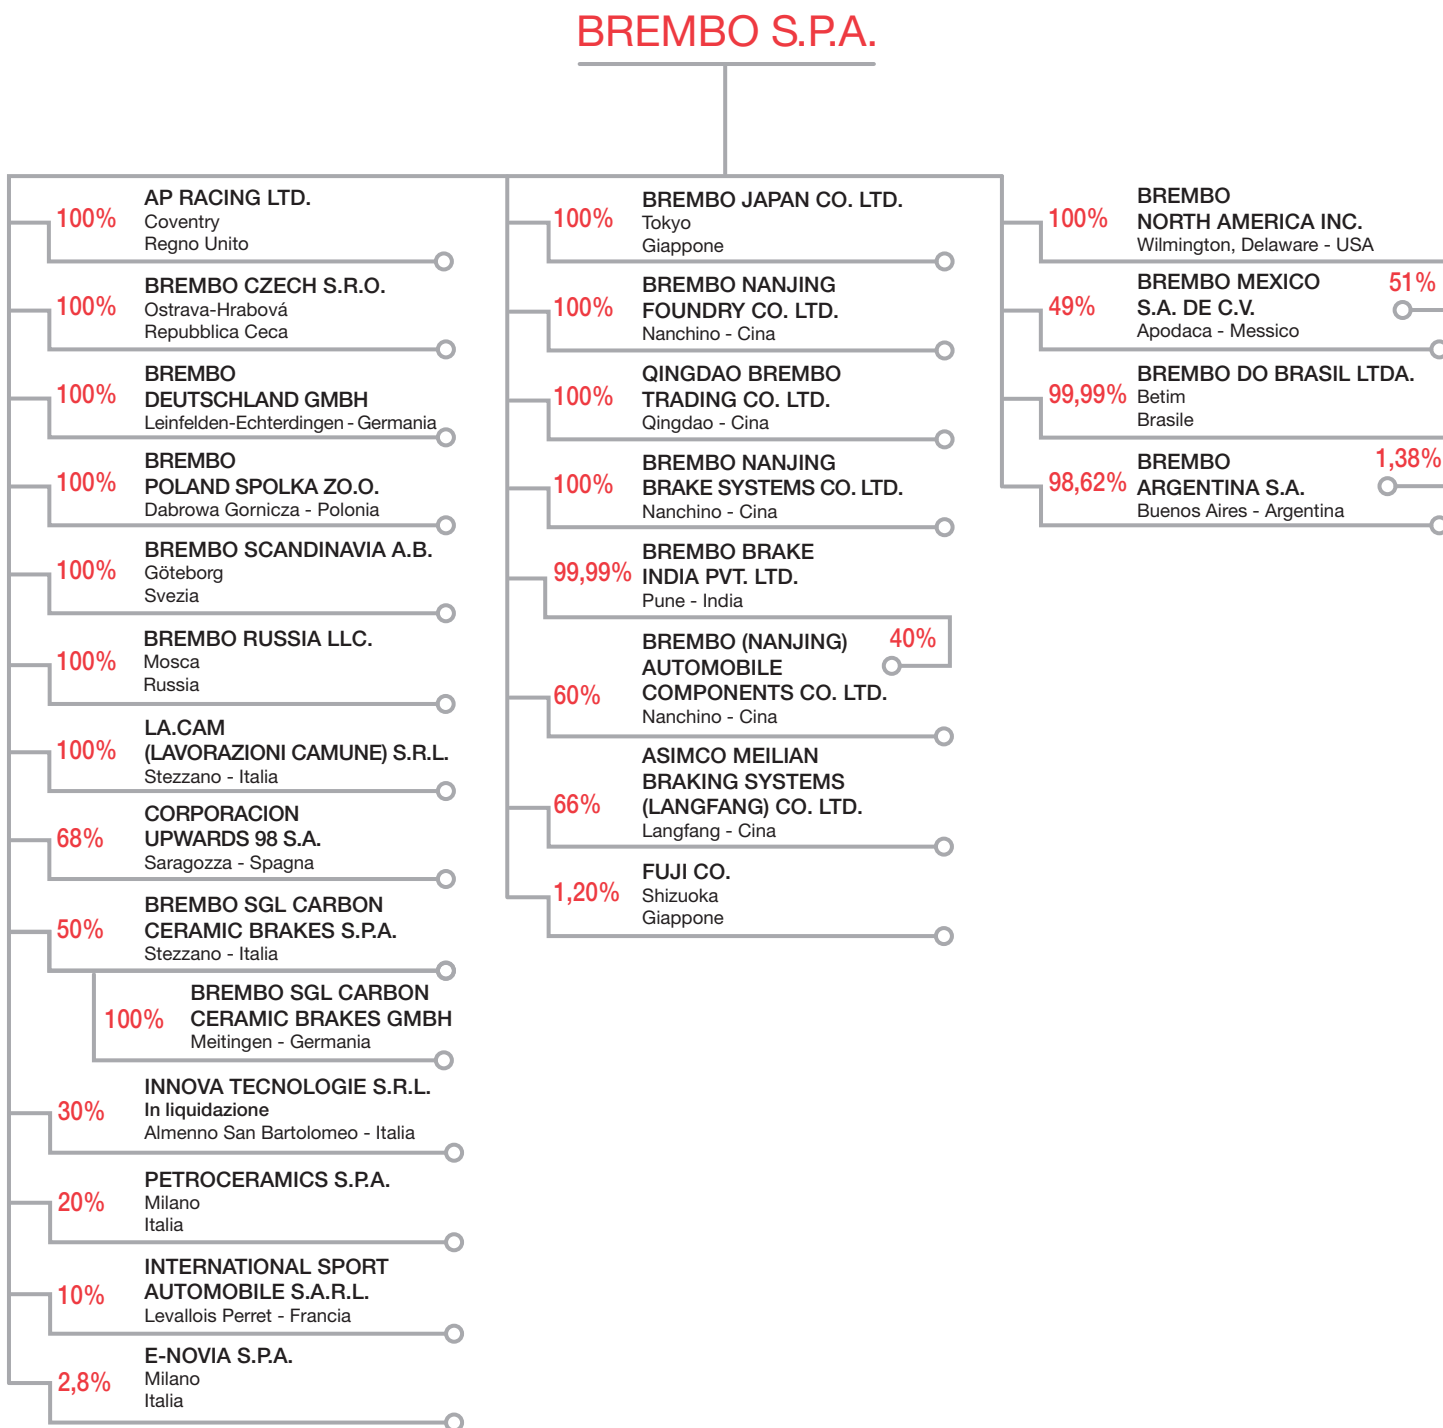 BREMBO S.P.A.
100%
AP RACING LTD.
Coventry
Regno Unito
100%
BREMBO CZECH S.R.O.
Ostrava-Hrabová
Repubblica Ceca
100%
BREMBO
DEUTSCHLAND GMBH
Leinfelden-Echterdingen - Germania
100%
BREMBO
POLAND SPOLKA ZO.O.
Dabrowa Gornicza - Polonia
100%
BREMBO SCANDINAVIA A.B.
Göteborg
Svezia
100%
BREMBO RUSSIA LLC.
Mosca
Russia
100%
LA.CAM
(LAVORAZIONI CAMUNE) S.R.L.
Stezzano - Italia
68%
CORPORACION
UPWARDS 98 S.A.
Saragozza - Spagna
50%
BREMBO SGL CARBON
CERAMIC BRAKES S.P.A.
Stezzano - Italia
100%
BREMBO SGL CARBON
CERAMIC BRAKES GMBH
Meitingen - Germania
30%
INNOVA TECNOLOGIE S.R.L.
In liquidazione
Almenno San Bartolomeo - Italia
20%
PETROCERAMICS S.P.A.
Milano
Italia
10%
INTERNATIONAL SPORT
AUTOMOBILE S.A.R.L.
Levallois Perret - Francia
2,8%
E-NOVIA S.P.A.
Milano
Italia
100%
BREMBO JAPAN CO. LTD.
Tokyo
Giappone
100%
BREMBO NANJING
FOUNDRY CO. LTD.
Nanchino - Cina
100%
QINGDAO BREMBO
TRADING CO. LTD.
Qingdao - Cina
100%
BREMBO NANJING
BRAKE SYSTEMS CO. LTD.
Nanchino - Cina
99,99%
BREMBO BRAKE
INDIA PVT. LTD.
Pune - India
60%
BREMBO (NANJING)
AUTOMOBILE
COMPONENTS CO. LTD.
Nanchino - Cina
40%
66%
ASIMCO MEILIAN
BRAKING SYSTEMS
(LANGFANG) CO. LTD.
Langfang - Cina
1,20%
FUJI CO.
Shizuoka
Giappone
100%
BREMBO
NORTH AMERICA INC.
Wilmington, Delaware - USA
49%
BREMBO MEXICO
S.A. DE C.V.
Apodaca - Messico
51%
99,99%
BREMBO DO BRASIL LTDA.
Betim
Brasile
98,62%
BREMBO
ARGENTINA S.A.
Buenos Aires - Argentina
1,38%